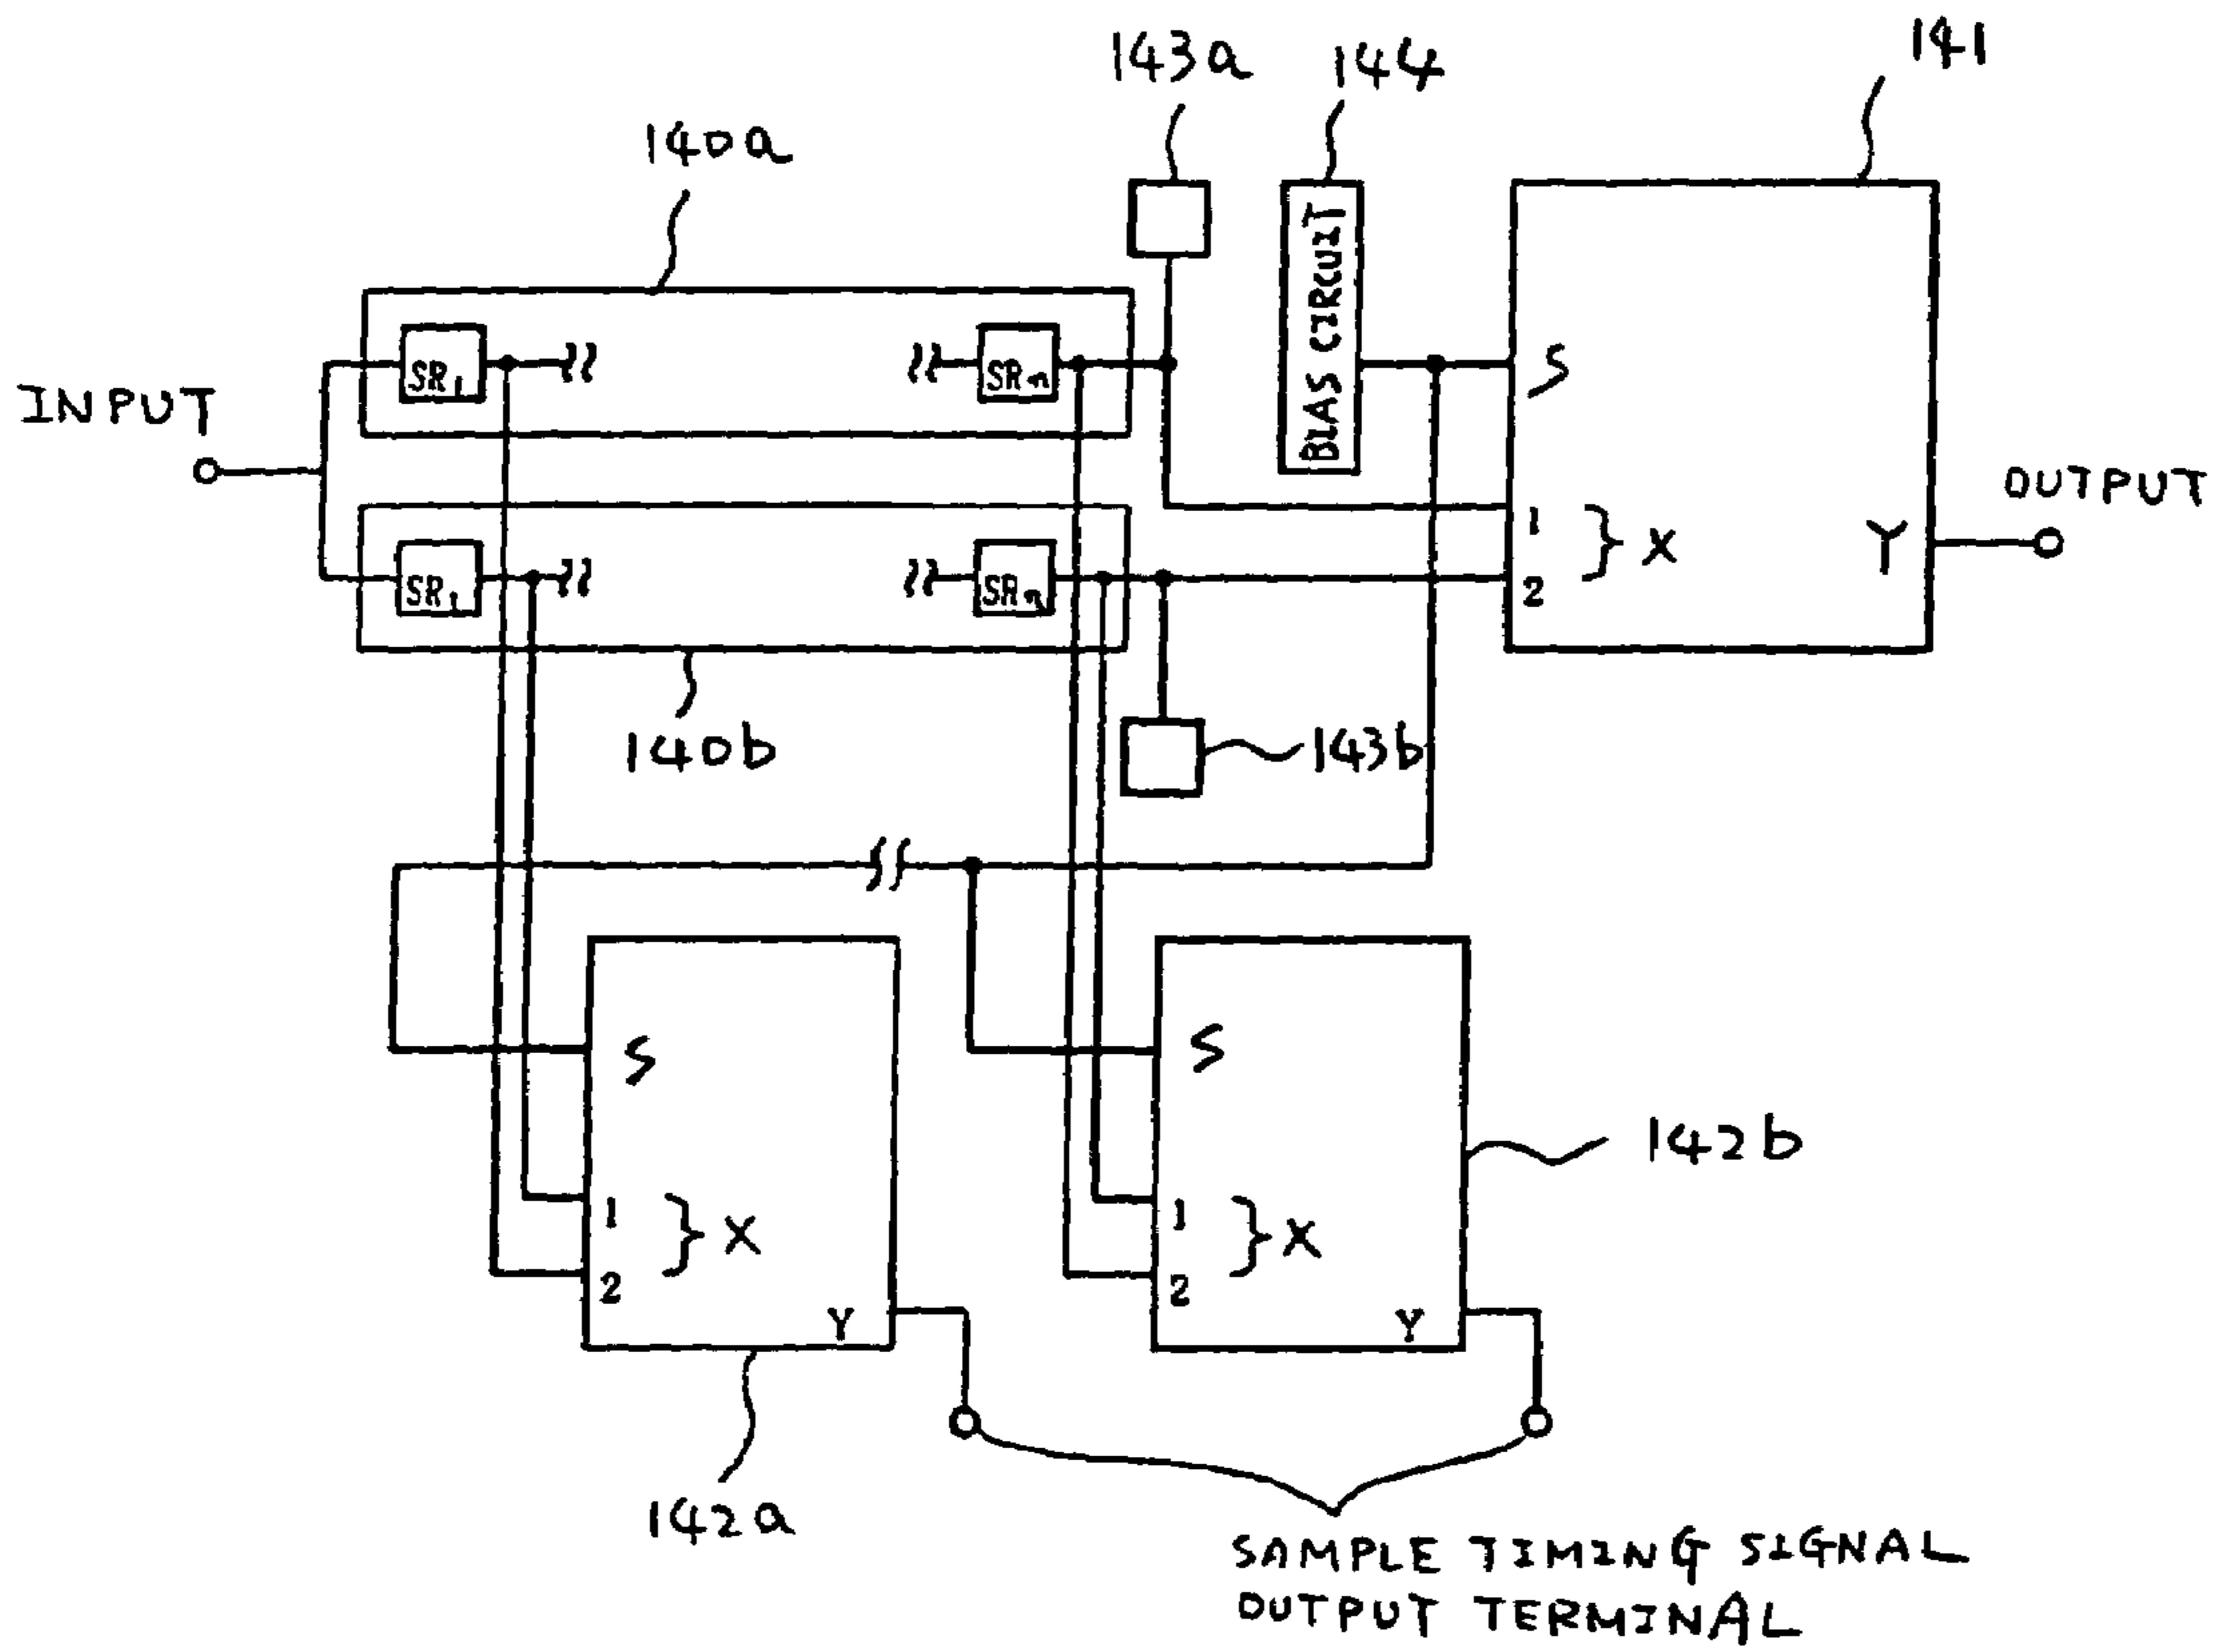 141
143a
144
140a
BIAS CIRCUIT
SR1
SRn
S
INPUT
OUTPUT
1
} X
Y
2
SR1
SRn
140b
143b
S
S
142b
1
} X
2
Y
1
} X
2
Y
142a
SAMPLE TIMING SIGNAL
OUTPUT TERMINAL